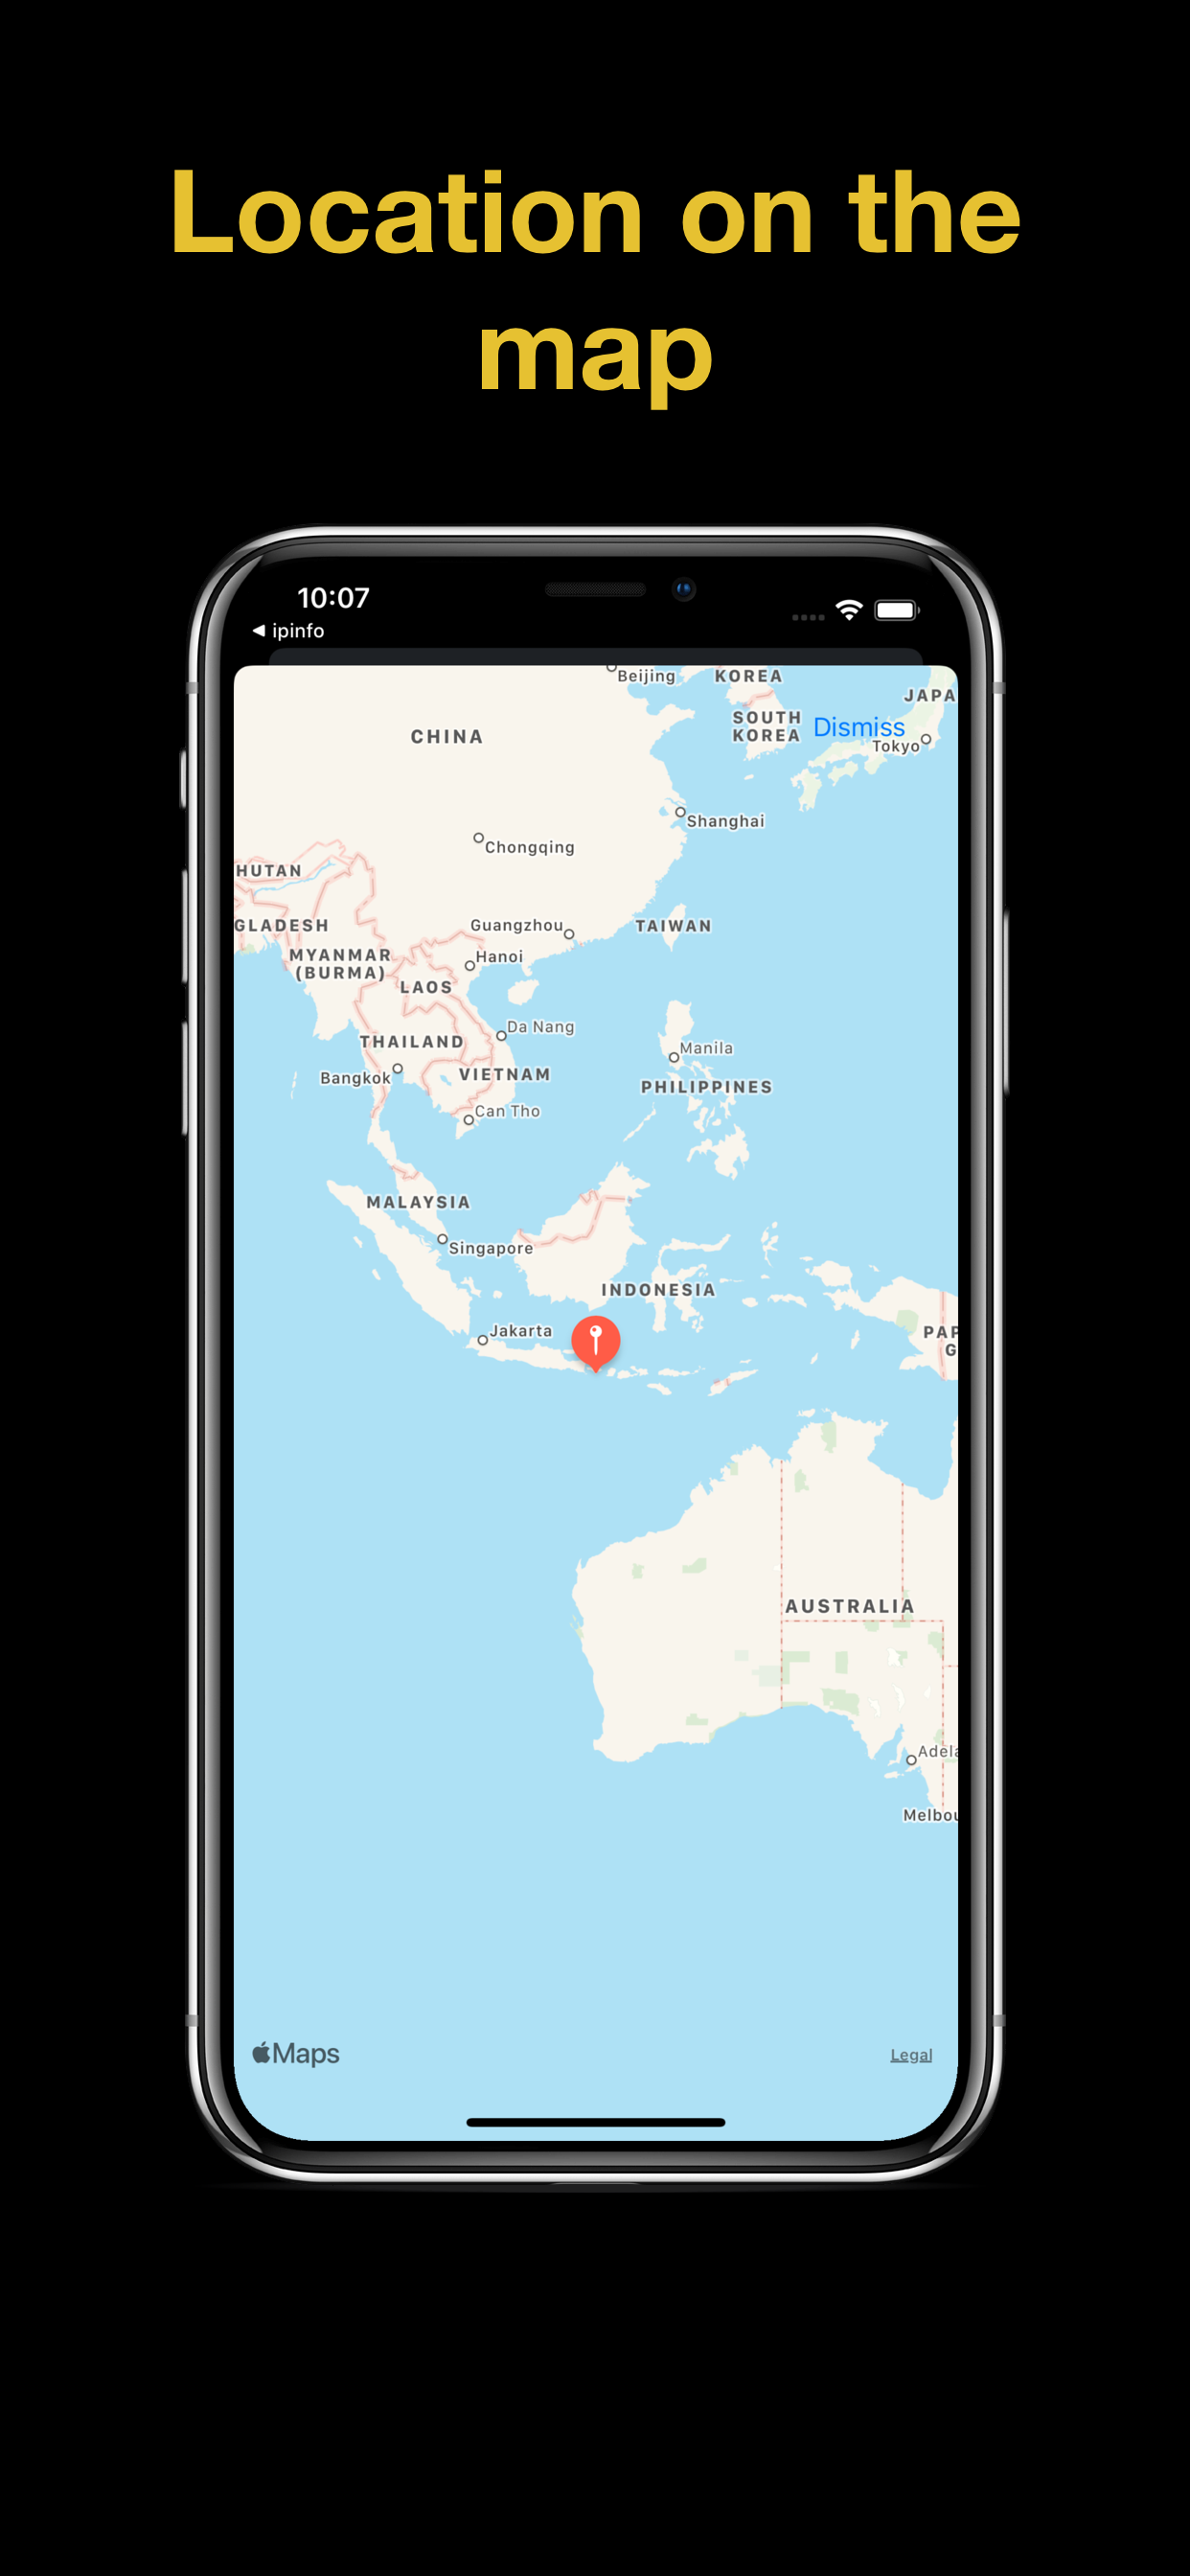 Location on the
map
10:07
ipinfo
Beijing
KOREA
JAPA
CHINA
SOUTH
KOREA
Dismiss
Tokyo
Shanghai
Chongqing
HUTAN
GLADESH
Guangzhou
TAIWAN
MYANMAR
(BURMA)
Hanoi
LAOS
Da Nang
THAILAND
Manila
Bangkok
VIETNAM
PHILIPPINES
Can Tho
MALAYSIA
Singapore
INDONESIA
Jakarta
PAP
G
AUSTRALIA
Adela
Melbou
Maps
Legal